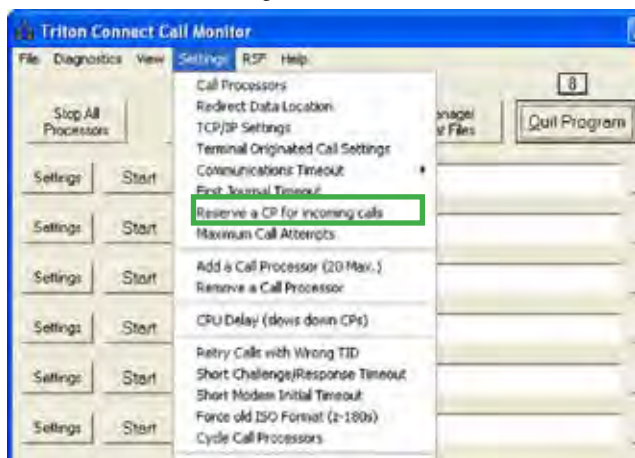 Triton Connect Call Monitor
File Diagnostics View Settings RSF Help
8
Stop All
Processors
Quit Program
Files
Call Processors
Redirect Data Location
TCP/IP Settings
Terminal Originated Call Settings
Communications Timeout
First Journal Timeout
Reserve a CP for incoming calls
Maximum Call Attempts
Add a Call Processor (20 Max.)
Remove a Call Processor
CPU Delay (slows down CPs)
Retry Calls with Wrong TID
Short Challenge/Response Timeout
Short Modem Initial Timeout
Force old ISO Format (z-180s)
Cycle Call Processors
Settings Start
Settings Start
Settings Start
Settings Start
Settings Start
Settings Start